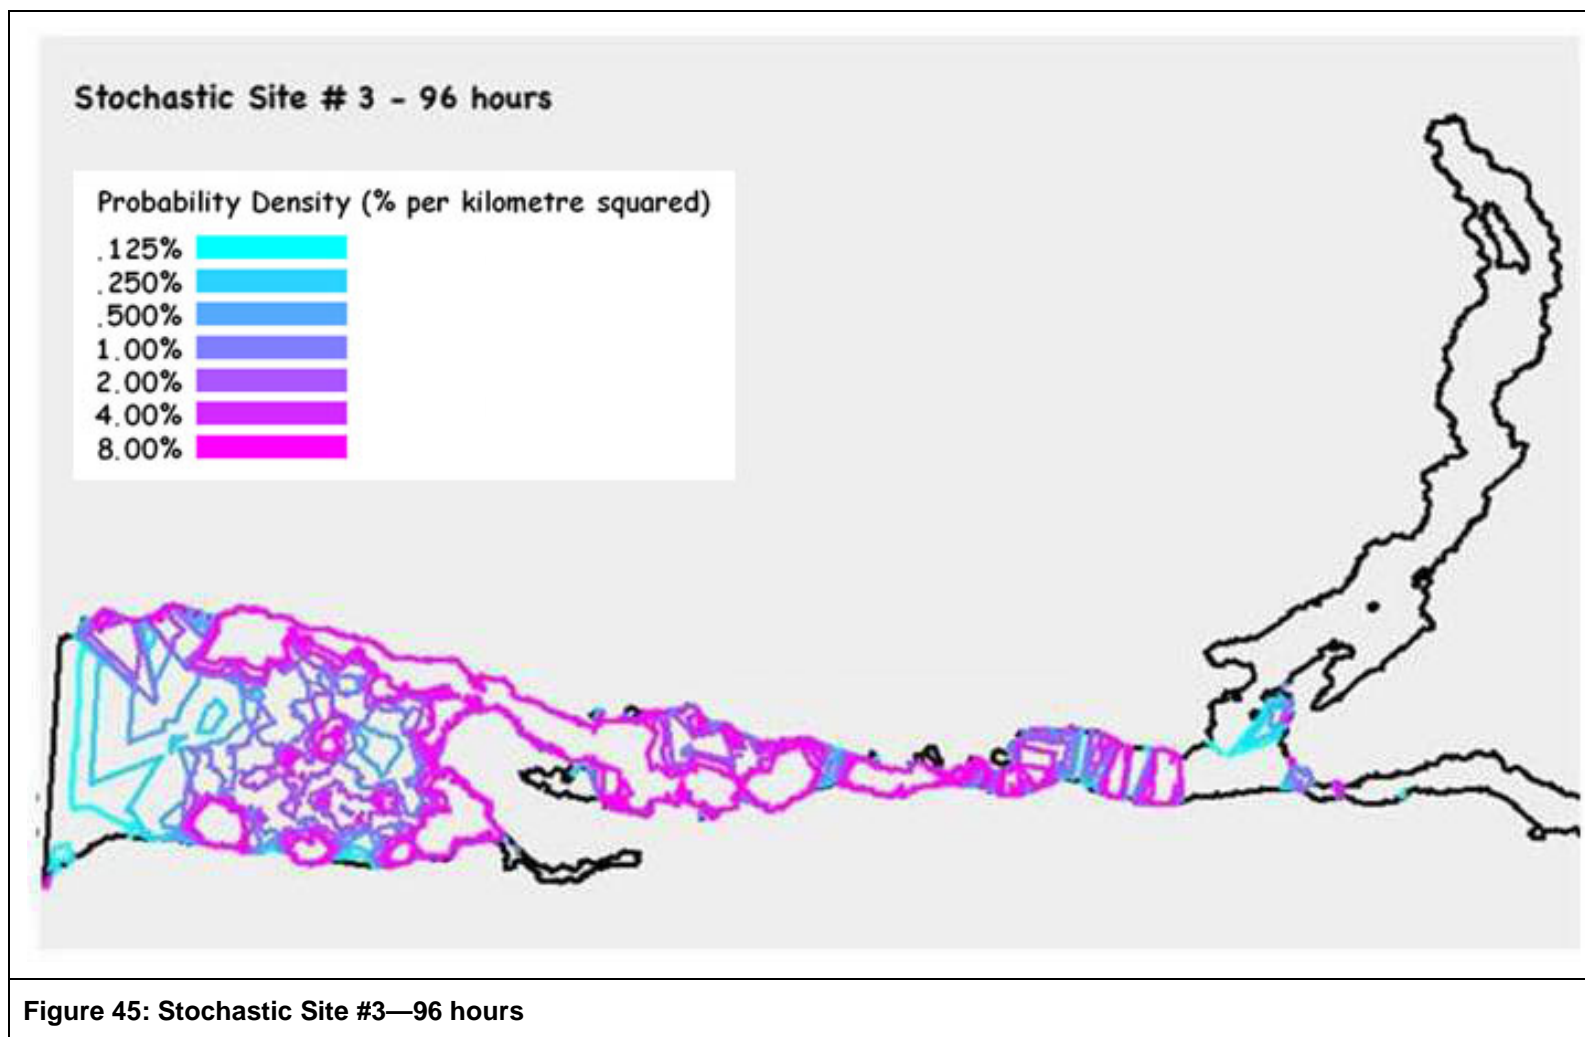 Stochastic Site # 3 - 96 hours
Probability Density (% per kilometre squared)
.125%
.250%
.500%
1.00%
2.00%
4.00%
8.00%
Figure 45: Stochastic Site #3—96 hours